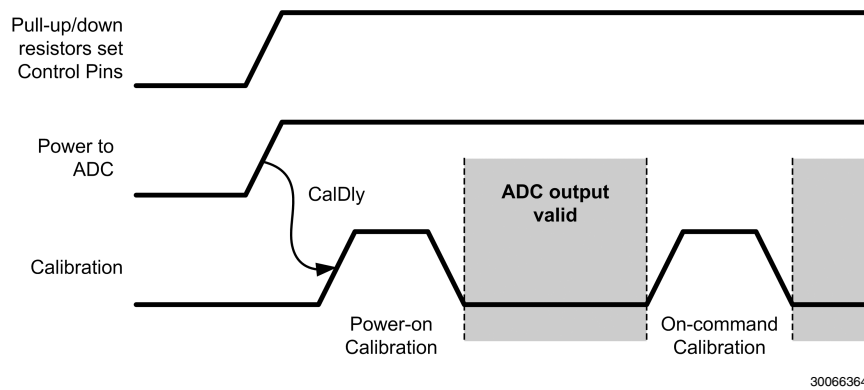 Pull-up/down
resistors set
Control Pins
Power to
ADC
CalDly
ADC output
valid
Calibration
Power-on
Calibration
On-command
Calibration
30066364